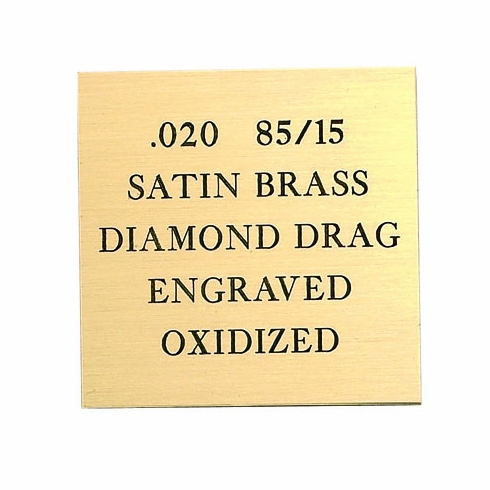 .020 85/15
SATIN BRASS
DIAMOND DRAG
ENGRAVED
OXIDIZED